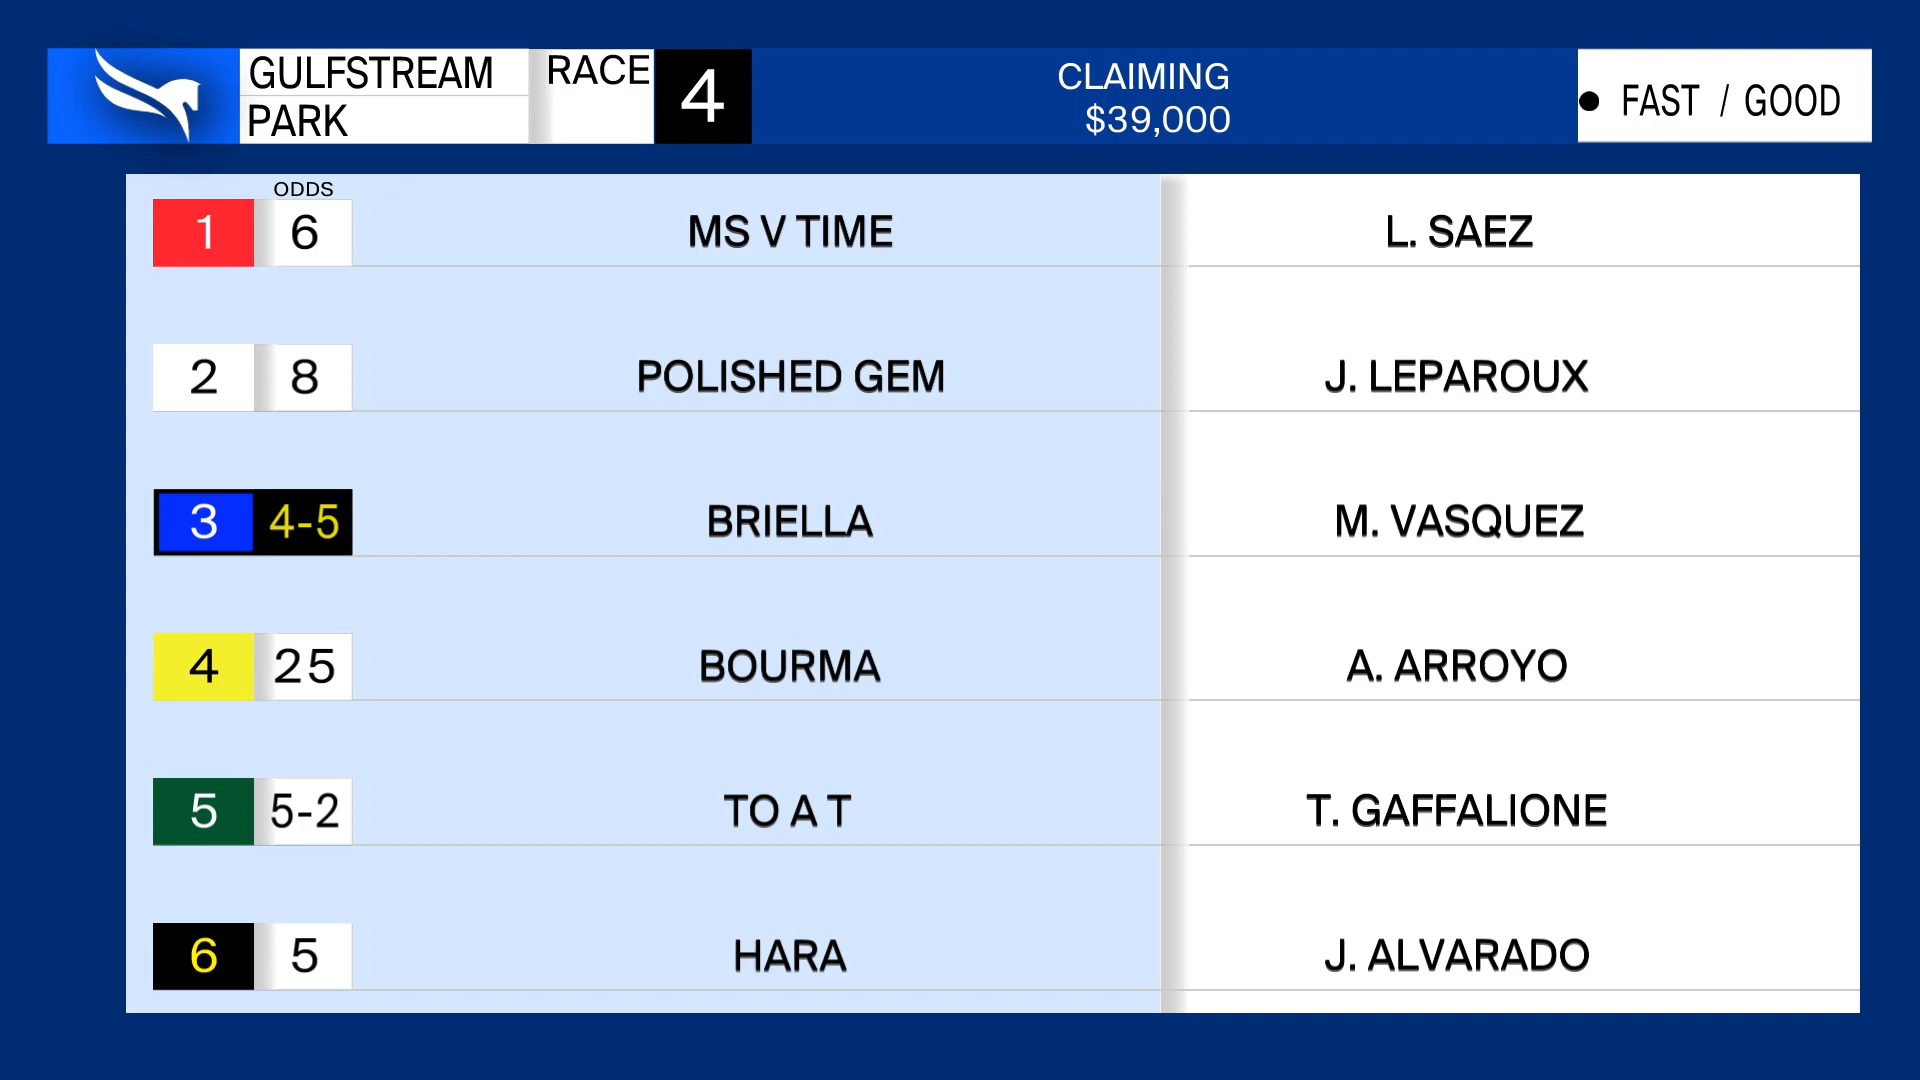 GULFSTREAM
PARK
RACE
4
CLAIMING
$39,000
• FAST / GOOD
ODDS
1 6 MS V TIME L. SAEZ
2 8 POLISHED GEM J. LEPAROUX
3 4-5 BRIELLA M. VASQUEZ
4 25 BOURMA A. ARROYO
5 5-2 TO A T T. GAFFALIONE
6 5 HARA J. ALVARADO